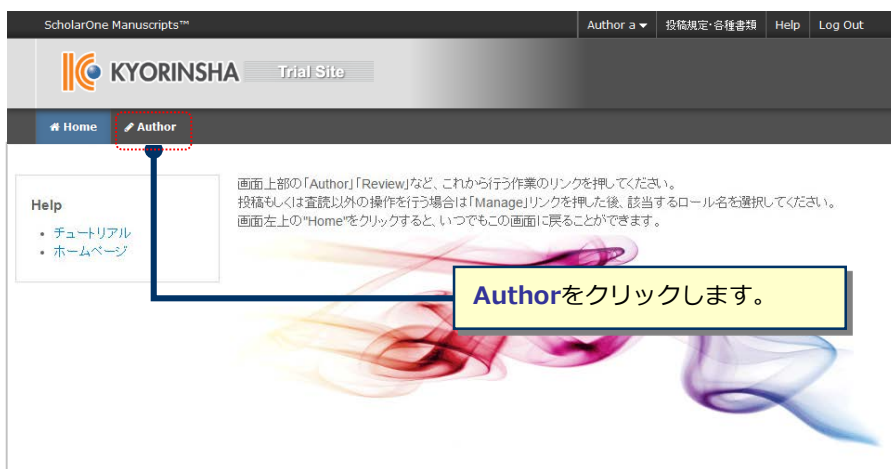 ScholarOne Manuscripts™
Author a 投稿規定・各種書類 Help Log Out
KYORINSHA Trial Site
Home Author
画面上部の「Author」「Review」など、これから行う作業のリンクを押してください。
投稿もしくは査読以外の操作を行う場合は「Manage」リンクを押した後、該当するロール名を選択してください。
画面左上の"Home"をクリックすると、いつでもこの画面に戻ることができます。
Help
・チュートリアル
・ホームページ
Authorをクリックします。